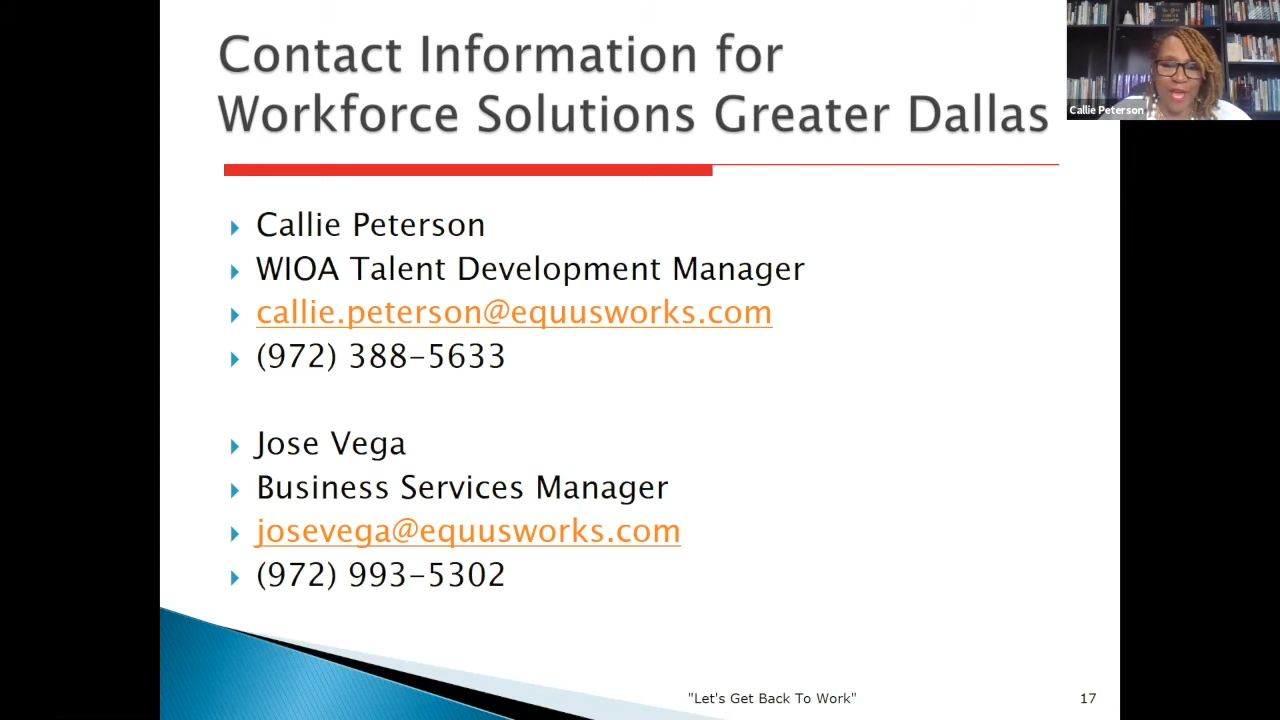 Contact Information for
Workforce Solutions Greater Dallas
Callie Peterson
Callie Peterson
WIOA Talent Development Manager
callie.peterson@equusworks.com
(972) 388-5633
Jose Vega
Business Services Manager
josevega@equusworks.com
(972) 993-5302
"Let's Get Back To Work"
17